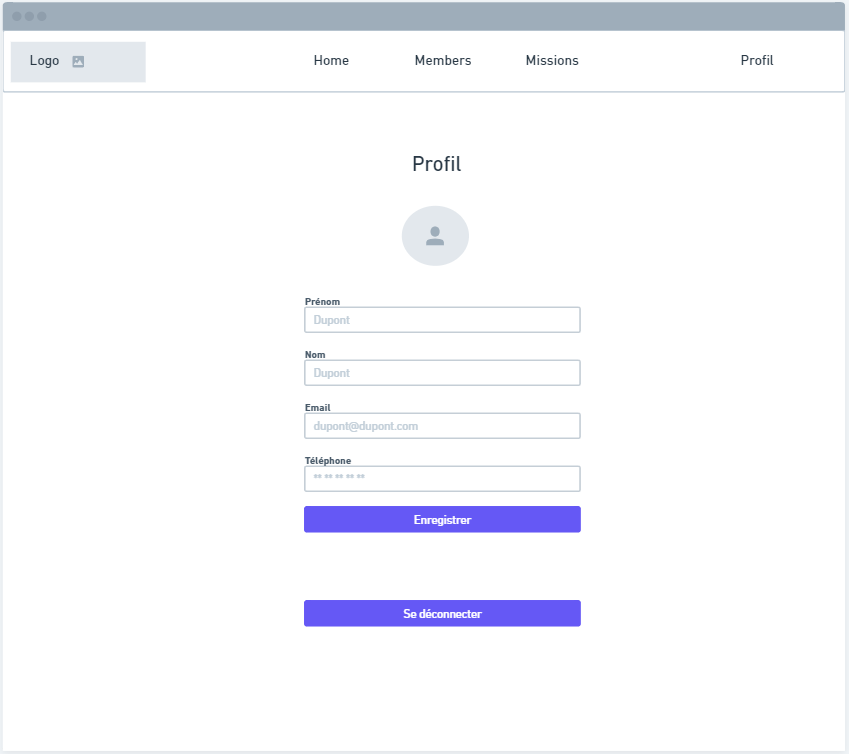 Logo
Home
Members
Missions
Profil
Profil
Prénom
Dupont
Nom
Dupont
Email
dupont@dupont.com
Téléphone
** ** ** ** **
Enregistrer
Se déconnecter